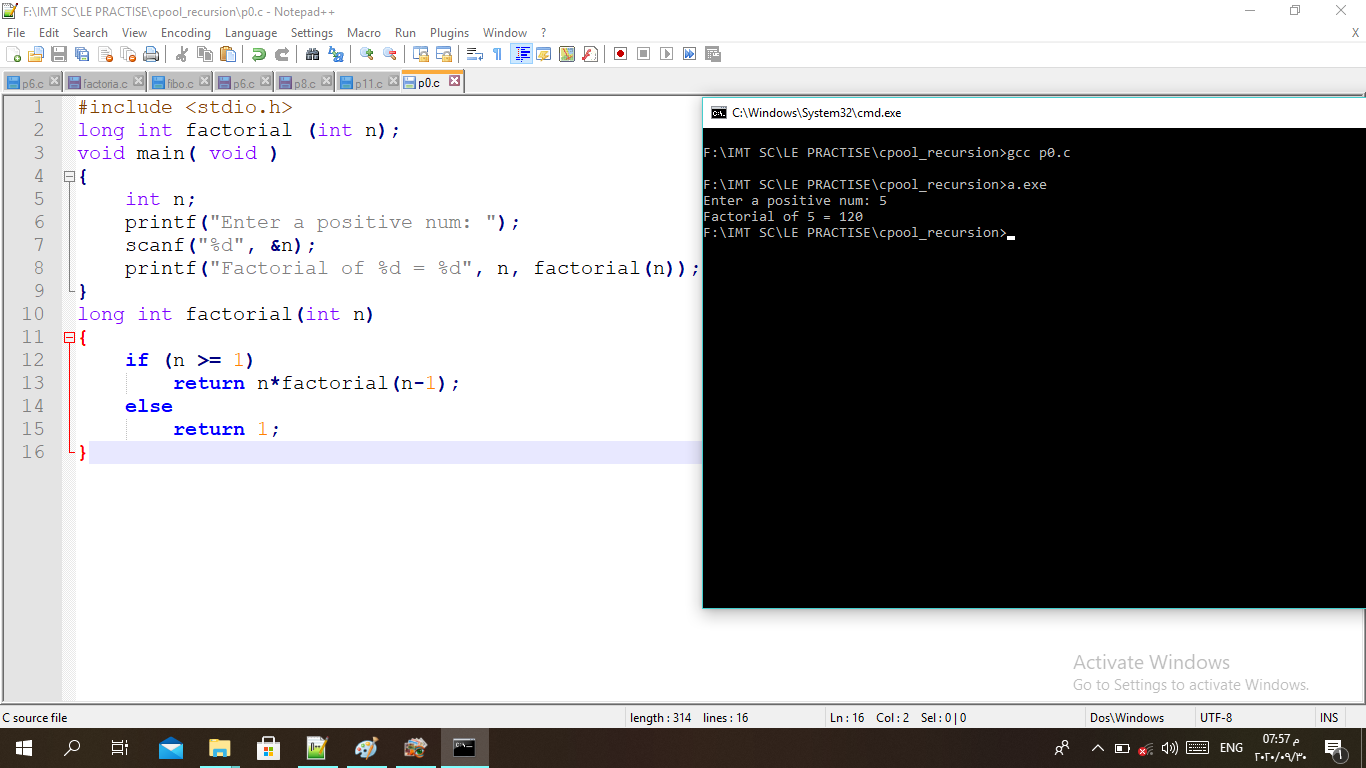 F:\IMT SC\LE PRACTISE\cpool_recursion\p0.c - Notepad++
File Edit Search View Encoding Language Settings Macro Run Plugins Window ? X
p6.c factoria.c fibo.c p6.c p8.c p11.c p0.c
1 #include <stdio.h>
2 long int factorial (int n);
3 void main( void )
4 {
5 int n;
6 printf("Enter a positive num: ");
7 scanf("%d", &n);
8 printf("Factorial of %d = %d", n, factorial(n));
9 }
10 long int factorial(int n)
11 {
12 if (n >= 1)
13 return n*factorial(n-1);
14 else
15 return 1;
16 }
C:\Windows\System32\cmd.exe
F:\IMT SC\LE PRACTISE\cpool_recursion>gcc p0.c
F:\IMT SC\LE PRACTISE\cpool_recursion>a.exe
Enter a positive num: 5
Factorial of 5 = 120
F:\IMT SC\LE PRACTISE\cpool_recursion>
Activate Windows
Go to Settings to activate Windows.
C source file length : 314 lines : 16 Ln : 16 Col : 2 Sel : 0 | 0 Dos\Windows UTF-8 INS
ENG
07:57 م
٢٠٢٠/٠٩/٣٠
1